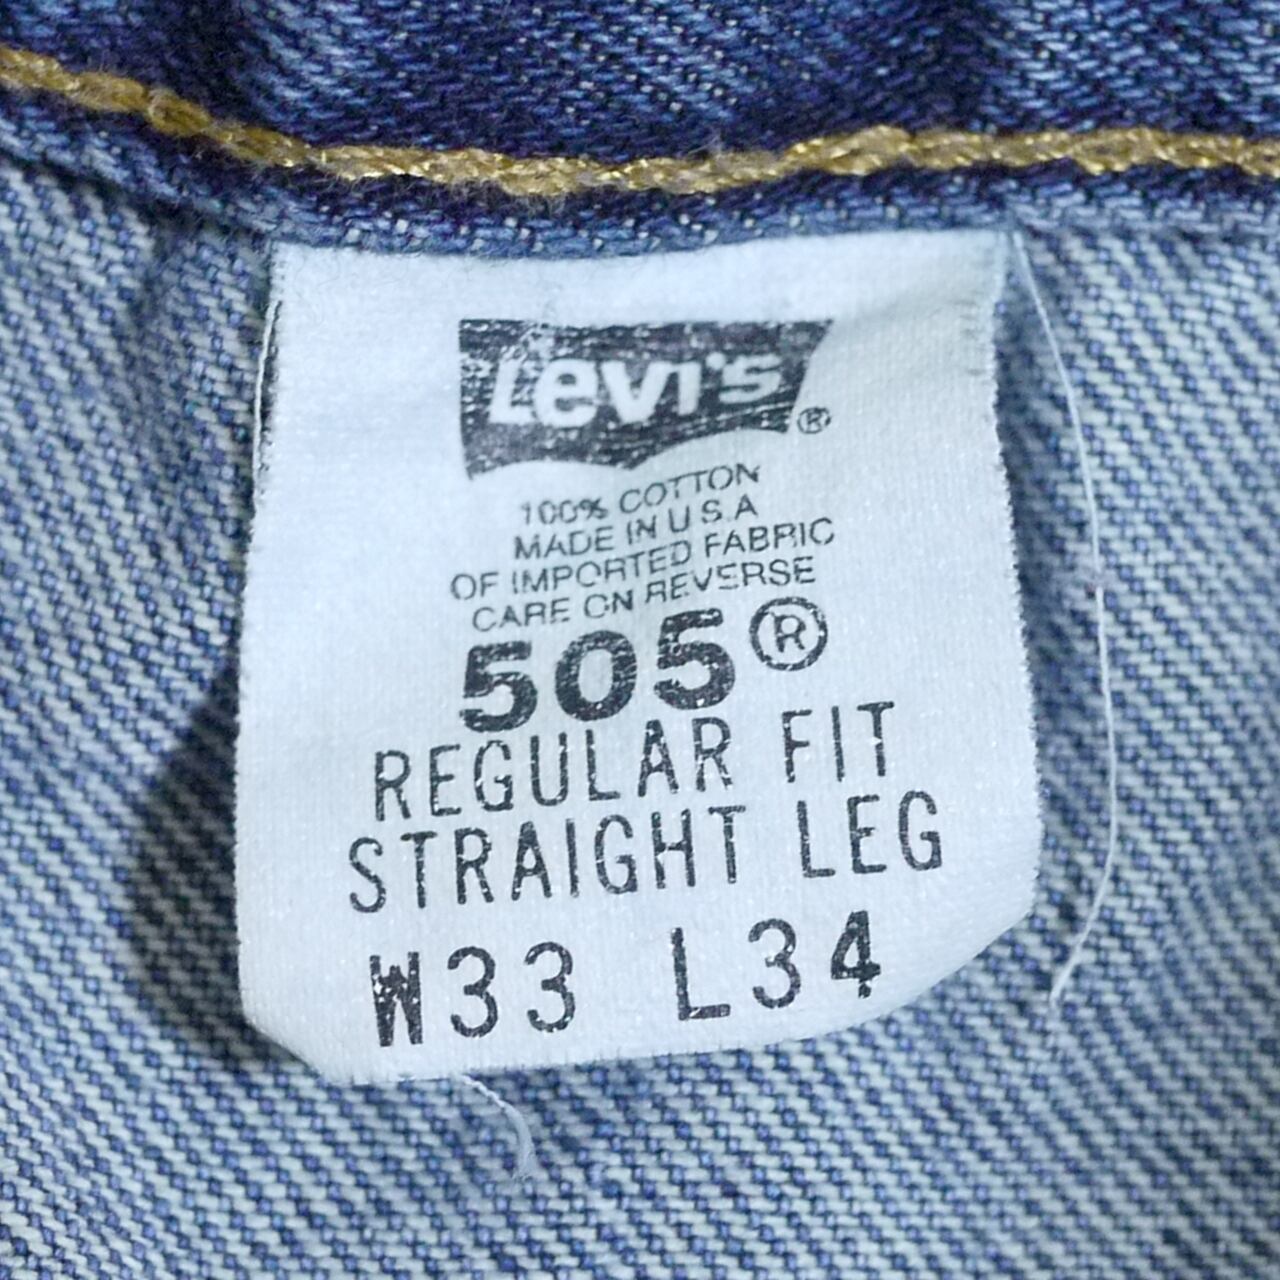 Levi's ®
100% COTTON
MADE IN U.S.A
OF IMPORTED FABRIC
CARE ON REVERSE
505®
REGULAR FIT
STRAIGHT LEG
W33 L34